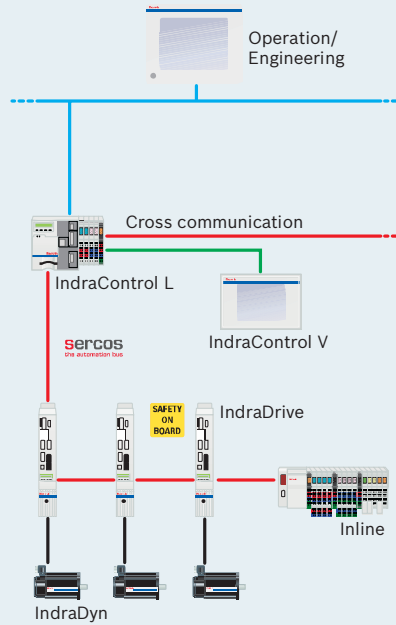 Operation/
Engineering
Cross communication
IndraControl L
IndraControl V
sercos
the automation bus
SAFETY
ON
BOARD
IndraDrive
Inline
IndraDyn